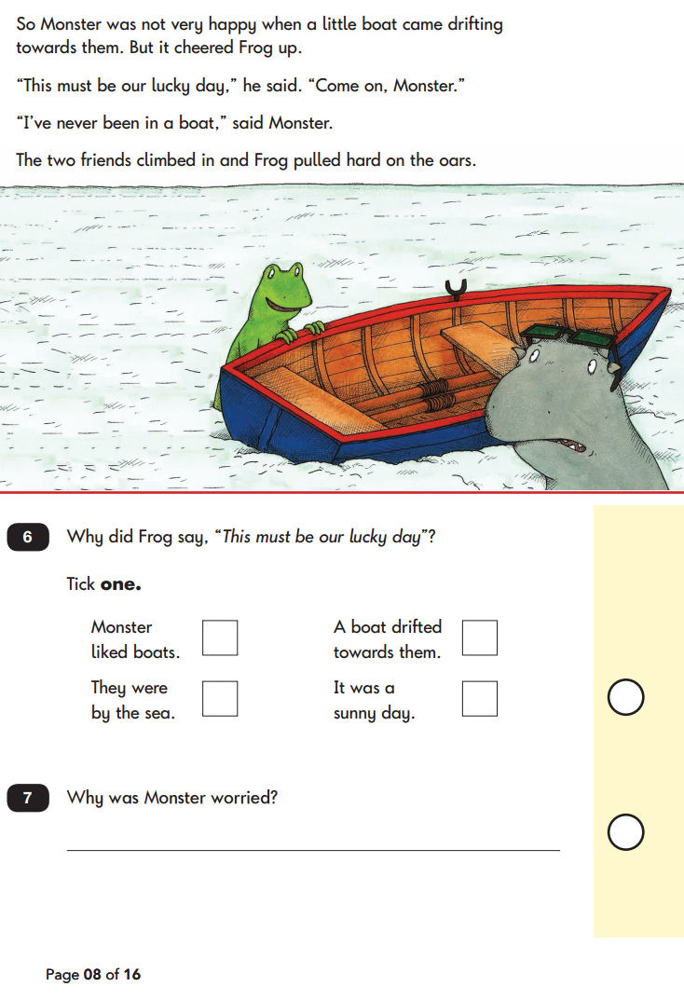 So Monster was not very happy when a little boat came drifting
towards them. But it cheered Frog up.
“This must be our lucky day,” he said. “Come on, Monster.”
“I’ve never been in a boat,” said Monster.
The two friends climbed in and Frog pulled hard on the oars.
6 Why did Frog say, “This must be our lucky day”?
Tick one.
Monster
liked boats.
A boat drifted
towards them.
They were
by the sea.
It was a
sunny day.
7 Why was Monster worried?
Page 08 of 16